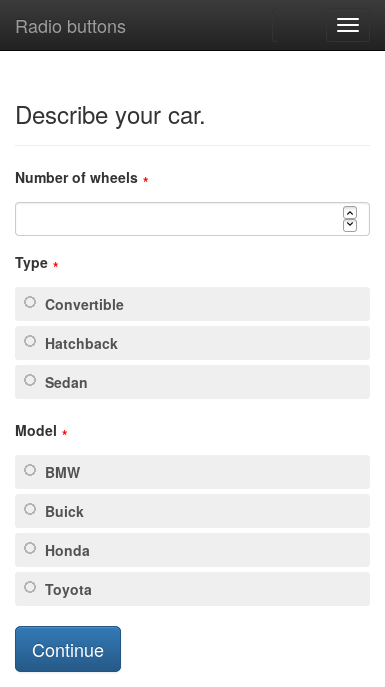 Radio buttons
Describe your car.
Number of wheels *
Type *
Convertible
Hatchback
Sedan
Model *
BMW
Buick
Honda
Toyota
Continue